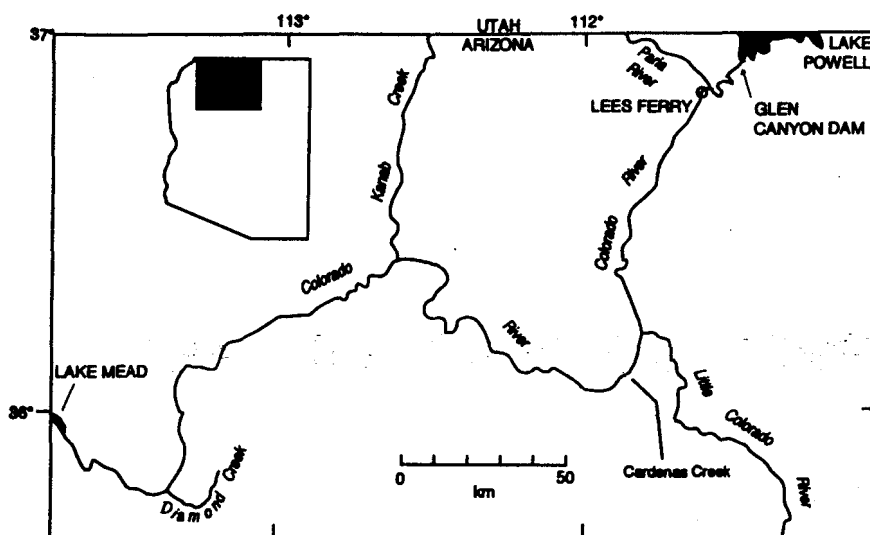 113°
UTAH
112°
37°
ARIZONA
Paria
River
LAKE
POWELL
LEES FERRY
GLEN
CANYON DAM
Creek
Kanab
River
Colorado
Colorado
River
LAKE MEAD
Little
Colorado
River
36°
Diamond Creek
Cardenas Creek
0 50
km